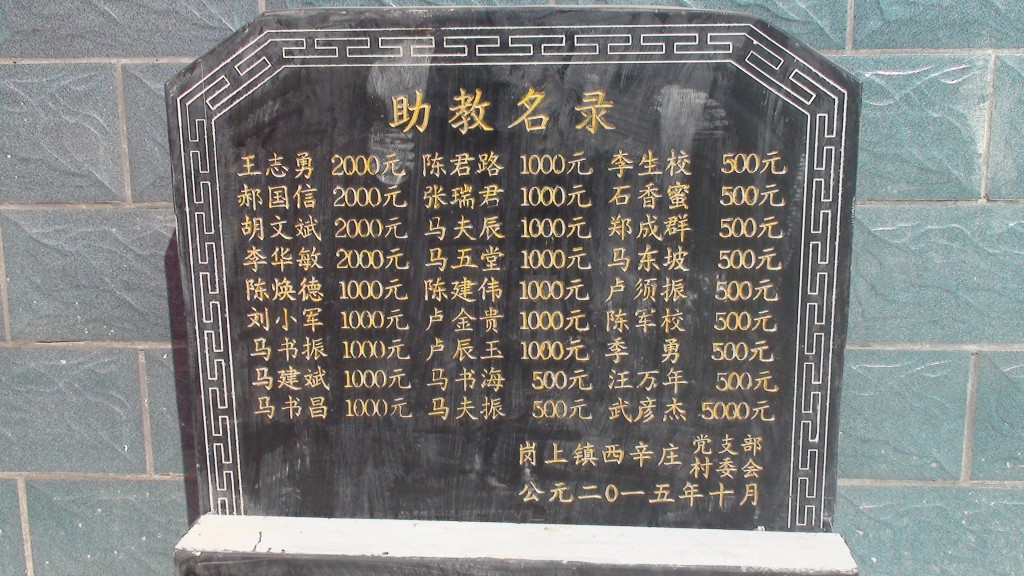 助教名录
王志勇 2000元 陈君路 1000元 李生校 500元
郝国信 2000元 张瑞君 1000元 石香蜜 500元
胡文斌 2000元 马夫辰 1000元 郑成群 500元
李华敏 2000元 马五堂 1000元 马东坡 500元
陈焕德 1000元 陈建伟 1000元 卢须振 500元
刘小军 1000元 卢金贵 1000元 陈军校 500元
马书振 1000元 卢辰玉 1000元 李勇 500元
马建斌 1000元 马书海 500元 汪万年 500元
马书昌 1000元 马夫振 500元 武彦杰 5000元
岗上镇西辛庄 党支部
村委会
公元二0一五年十月